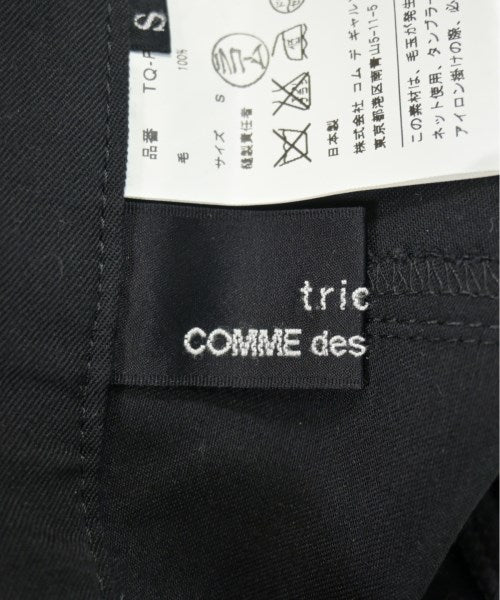 S
品番 TQ-P
毛 100%
サイズ S
縫製責任者
コム
日本製
株式会社 コム デ ギャルソン
東京都港区南青山5-11-5
この素材は、毛玉が発生
ネット使用、タンブラー
アイロン掛けの際、必
tric
COMME des